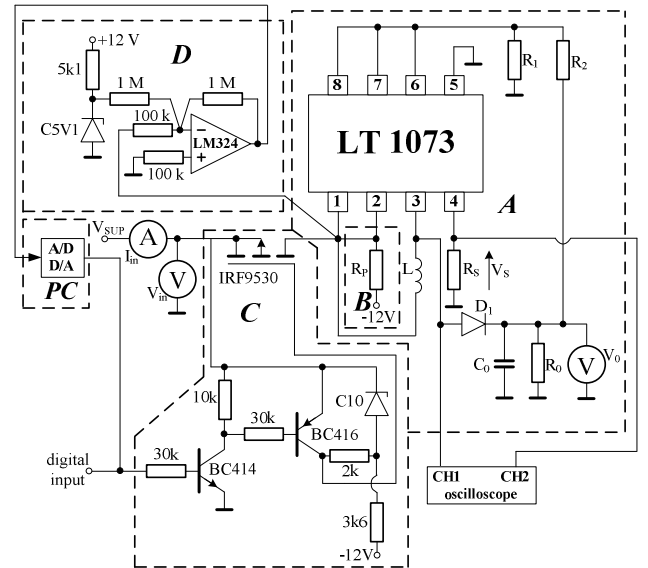 +12 V
D
5k1
1 M
1 M
100 k
C5V1
LM324
100 k
8 7 6 5
R1 R2
LT 1073
1 2 3 4
A
VSUP
A
Iin
A/D
D/A
PC
V
Vin
IRF9530
C
RP
B
-12V
L
RS
VS
D1
C0
R0
V
V0
10k
30k
BC416
C10
2k
digital
input
30k
BC414
3k6
-12V
CH1 CH2
oscilloscope